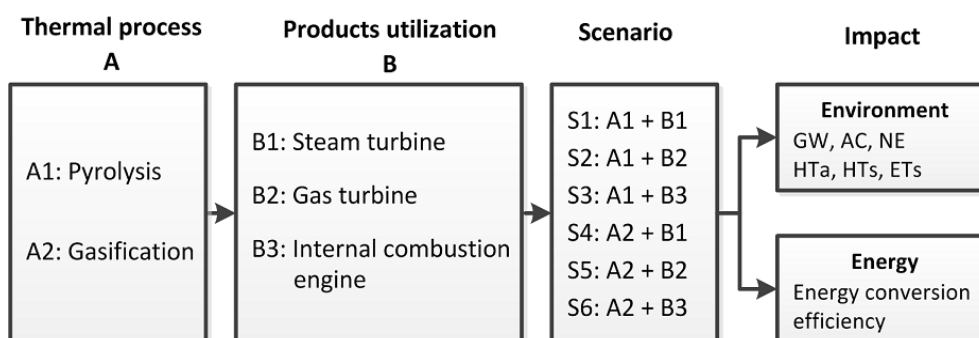 Thermal process
A
A1: Pyrolysis
A2: Gasification
Products utilization
B
B1: Steam turbine
B2: Gas turbine
B3: Internal combustion
engine
Scenario
S1: A1 + B1
S2: A1 + B2
S3: A1 + B3
S4: A2 + B1
S5: A2 + B2
S6: A2 + B3
Impact
Environment
GW, AC, NE
HTa, HTs, ETs
Energy
Energy conversion
efficiency